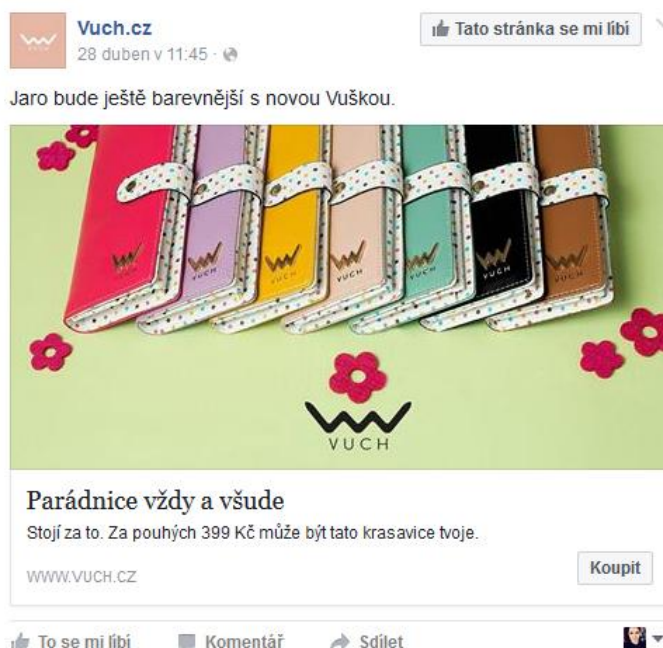 VUCH
Vuch.cz
Tato stránka se mi líbí
28 duben v 11:45 ·
Jaro bude ještě barevnější s novou Vuškou.
VUCH VUCH VUCH VUCH VUCH VUCH VUCH
VUCH
Parádnice vždy a všude
Stojí za to. Za pouhých 399 Kč může být tato krasavice tvoje.
WWW.VUCH.CZ
Koupit
To se mi líbí Komentář Sdílet